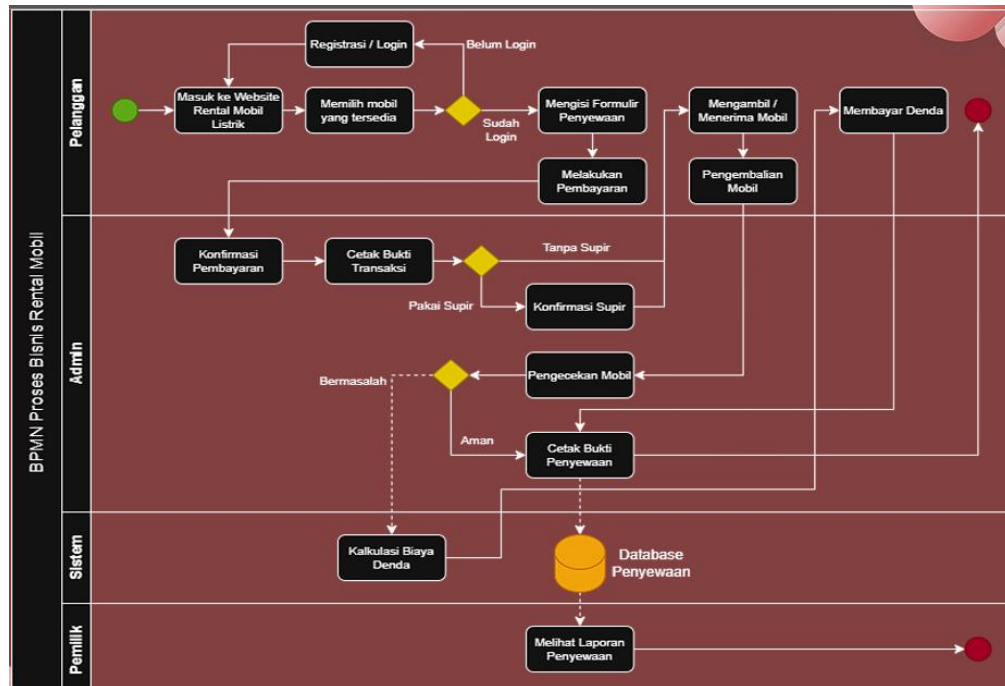 BPMN Proses Bisnis Rental Mobil
Pelanggan
Registrasi / Login
Belum Login
Masuk ke Website
Rental Mobil
Listrik
Memilih mobil
yang tersedia
Sudah
Login
Mengisi Formulir
Penyewaan
Mengambil /
Menerima Mobil
Membayar Denda
Melakukan
Pembayaran
Pengembalian
Mobil
Admin
Konfirmasi
Pembayaran
Cetak Bukti
Transaksi
Tanpa Supir
Pakai Supir
Konfirmasi Supir
Bermasalah
Pengecekan Mobil
Aman
Cetak Bukti
Penyewaan
Sistem
Kalkulasi Biaya
Denda
Database
Penyewaan
Pemilik
Melihat Laporan
Penyewaan